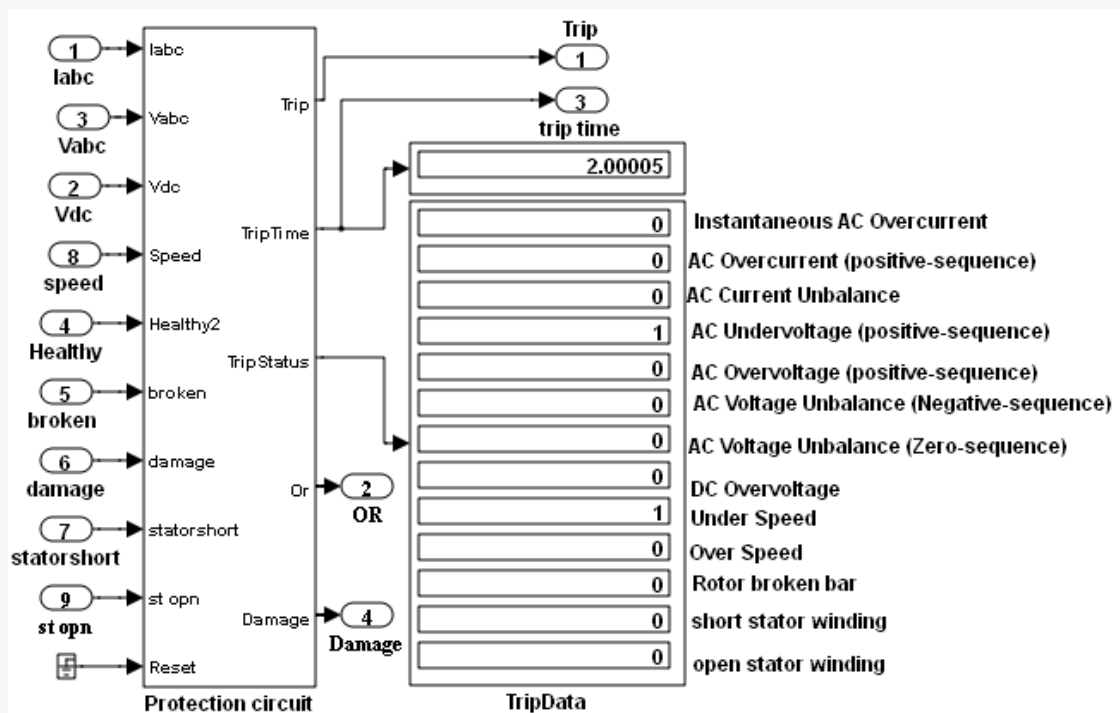 1
Iabc
3
Vabc
2
Vdc
8
speed
4
Healthy
5
broken
6
damage
7
statorshort
9
st opn
Iabc
Vabc
Vdc
Speed
Healthy2
broken
damage
statorshort
st opn
Reset
Trip
TripTime
TripStatus
Or
Damage
Protection circuit
Trip
1
3
trip time
2
OR
4
Damage
2.00005
0 Instantaneous AC Overcurrent
0 AC Overcurrent (positive-sequence)
0 AC Current Unbalance
1 AC Undervoltage (positive-sequence)
0 AC Overvoltage (positive-sequence)
0 AC Voltage Unbalance (Negative-sequence)
0 AC Voltage Unbalance (Zero-sequence)
0 DC Overvoltage
1 Under Speed
0 Over Speed
0 Rotor broken bar
0 short stator winding
0 open stator winding
TripData